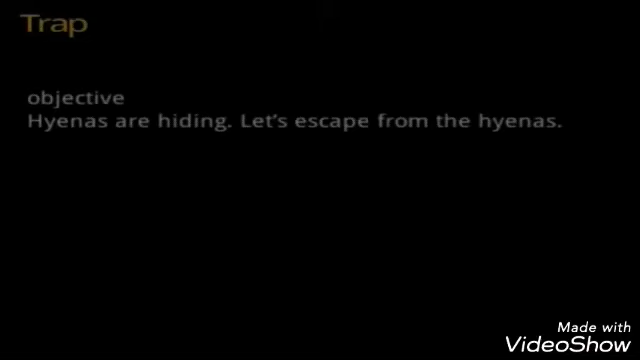 Trap
objective
Hyenas are hiding. Let's escape from the hyenas.
Made with
VideoShow